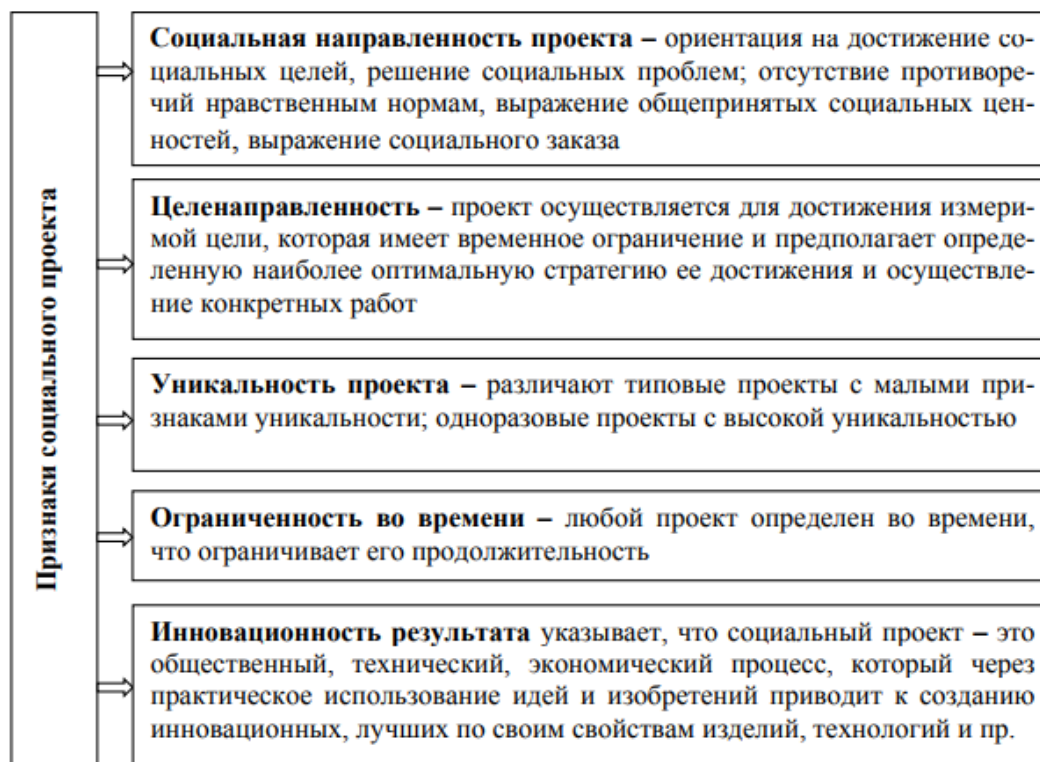 Признаки социального проекта
Социальная направленность проекта – ориентация на достижение со-
циальных целей, решение социальных проблем; отсутствие противоре-
чий нравственным нормам, выражение общепринятых социальных цен-
ностей, выражение социального заказа
Целенаправленность – проект осуществляется для достижения измери-
мой цели, которая имеет временное ограничение и предполагает опреде-
ленную наиболее оптимальную стратегию ее достижения и осуществле-
ние конкретных работ
Уникальность проекта – различают типовые проекты с малыми при-
знаками уникальности; одноразовые проекты с высокой уникальностью
Ограниченность во времени – любой проект определен во времени,
что ограничивает его продолжительность
Инновационность результата указывает, что социальный проект – это
общественный, технический, экономический процесс, который через
практическое использование идей и изобретений приводит к созданию
инновационных, лучших по своим свойствам изделий, технологий и пр.